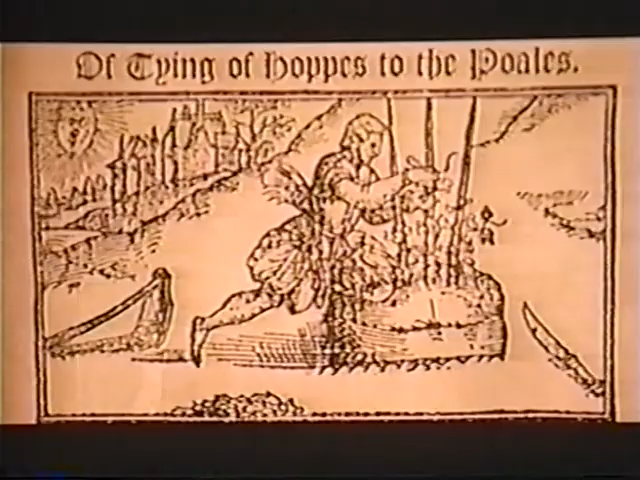 Of Tying of Hoppes to the Poales.